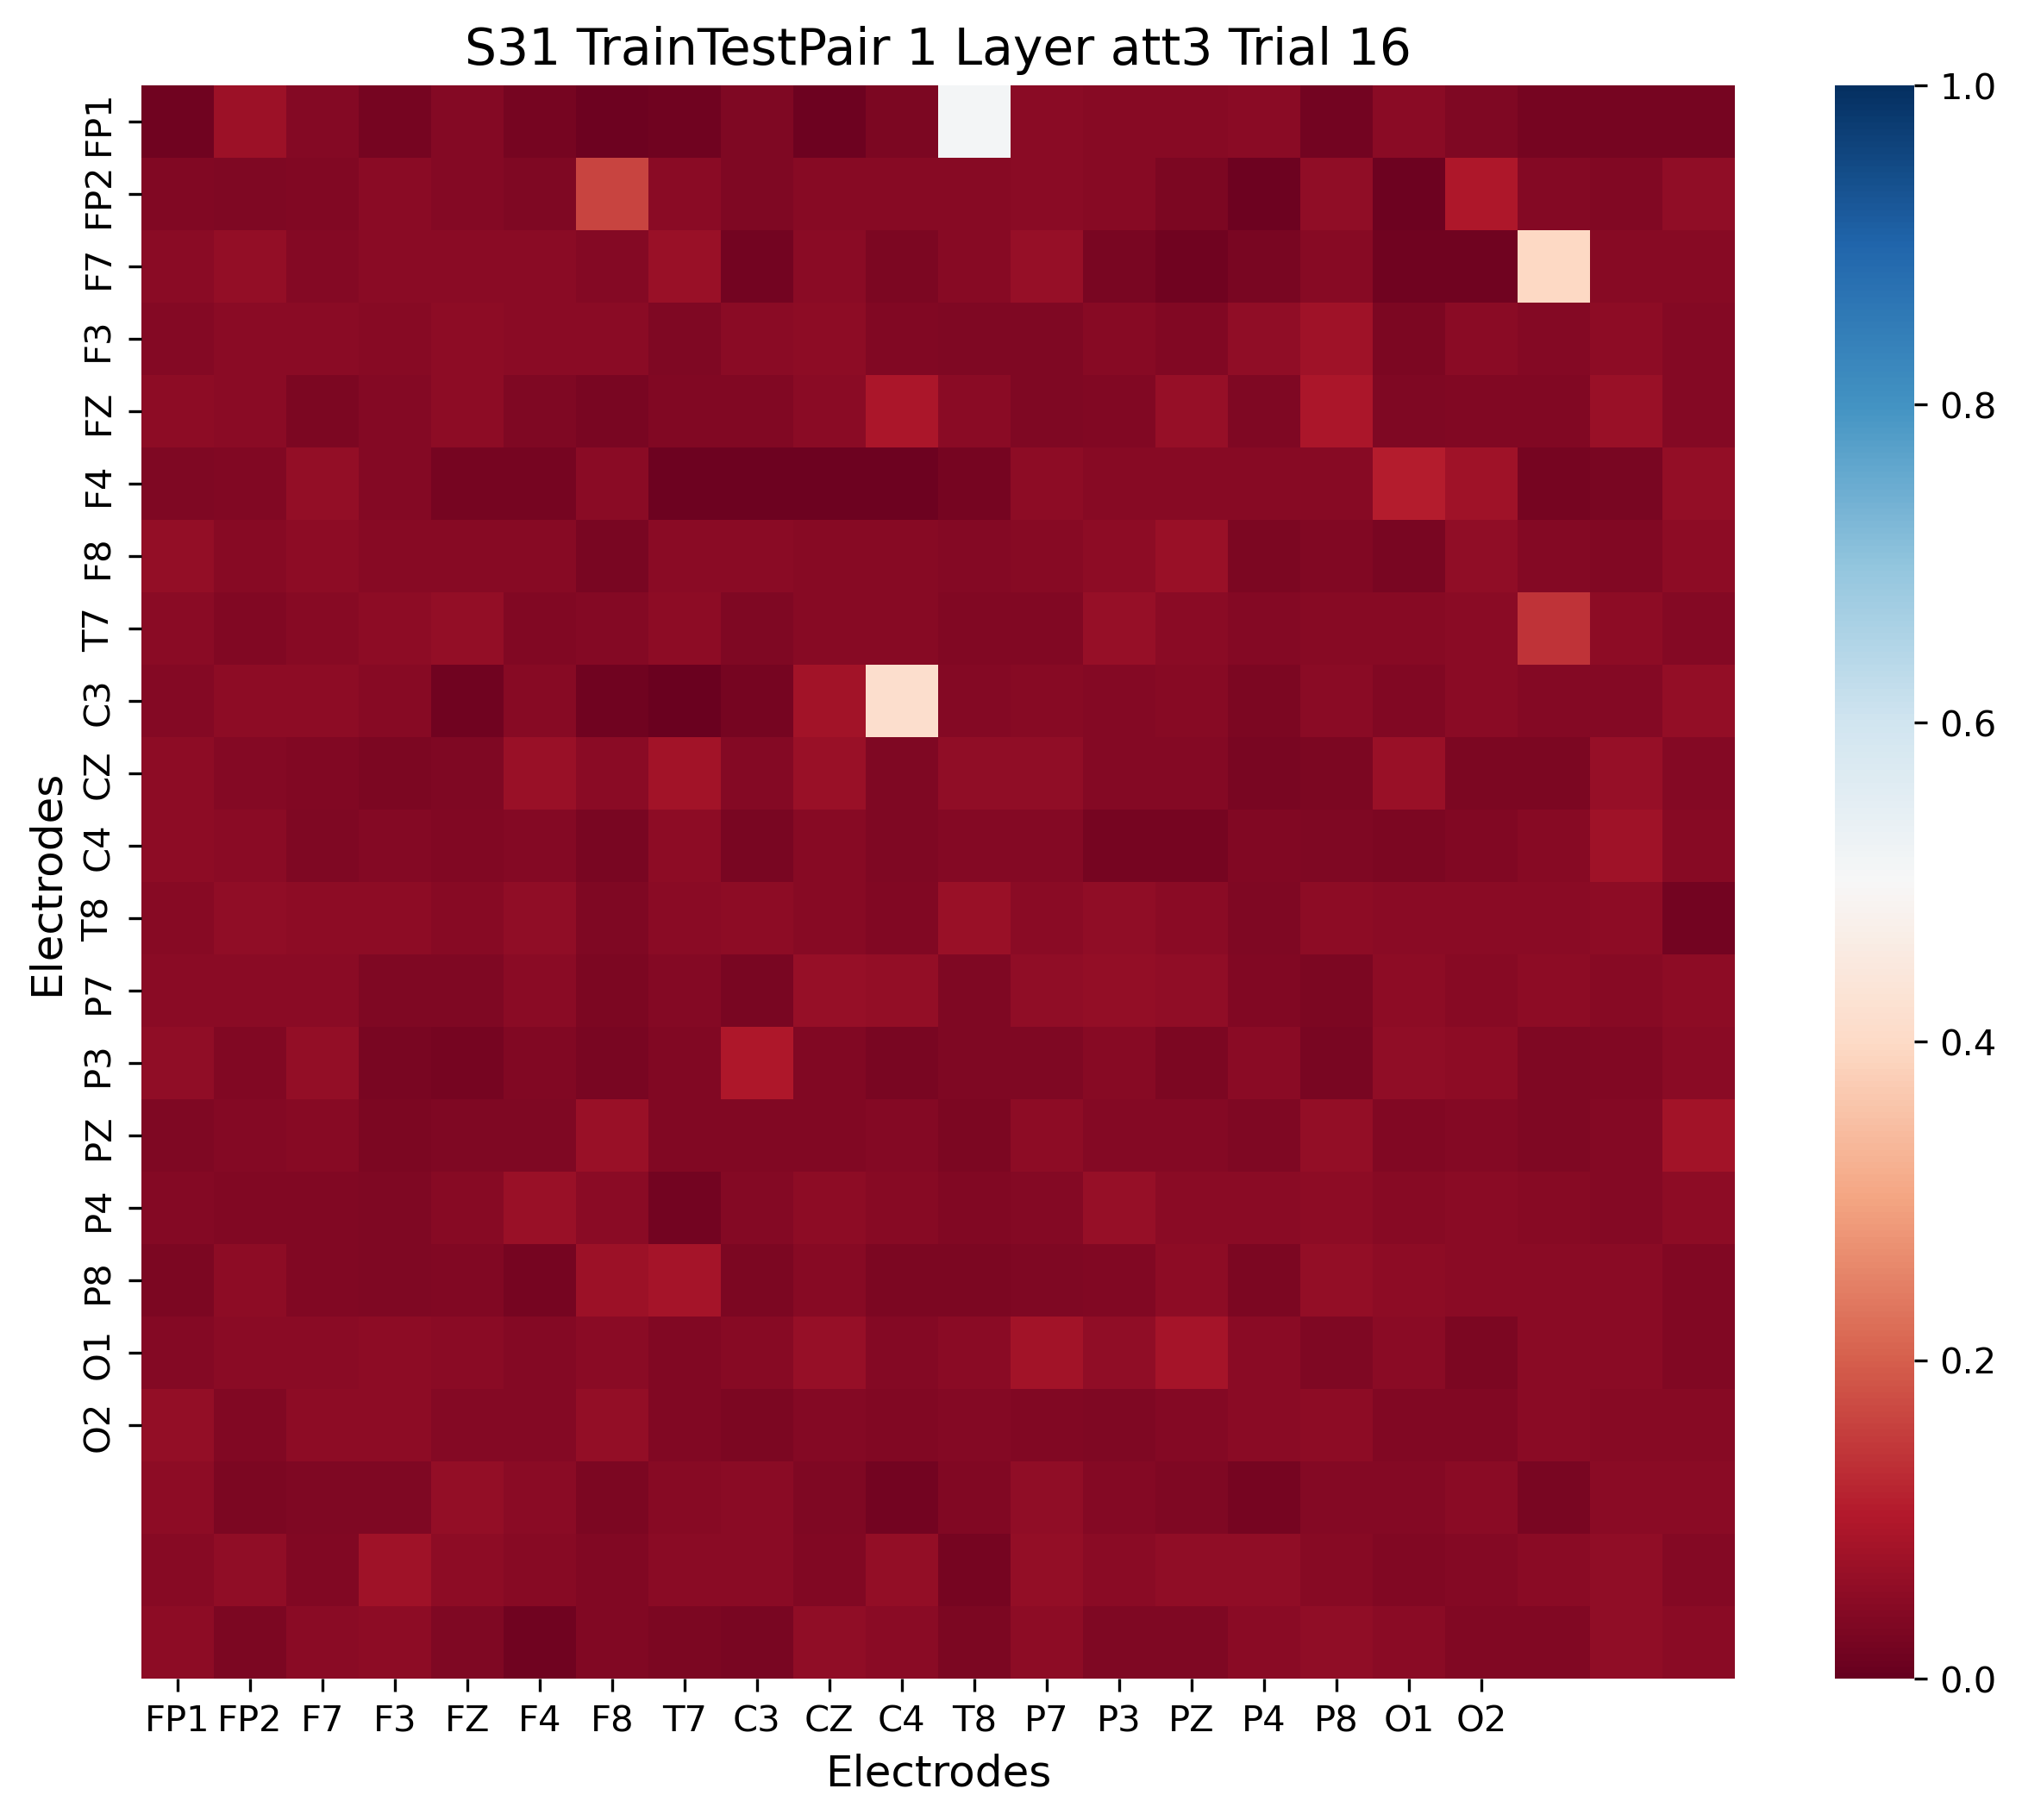 S31 TrainTestPair 1 Layer att3 Trial 16
Electrodes
FP1
FP2
F7
F3
FZ
F4
F8
T7
C3
CZ
C4
T8
P7
P3
PZ
P4
P8
O1
O2
FP1 FP2 F7 F3 FZ F4 F8 T7 C3 CZ C4 T8 P7 P3 PZ P4 P8 O1 O2
Electrodes
1.0
0.8
0.6
0.4
0.2
0.0